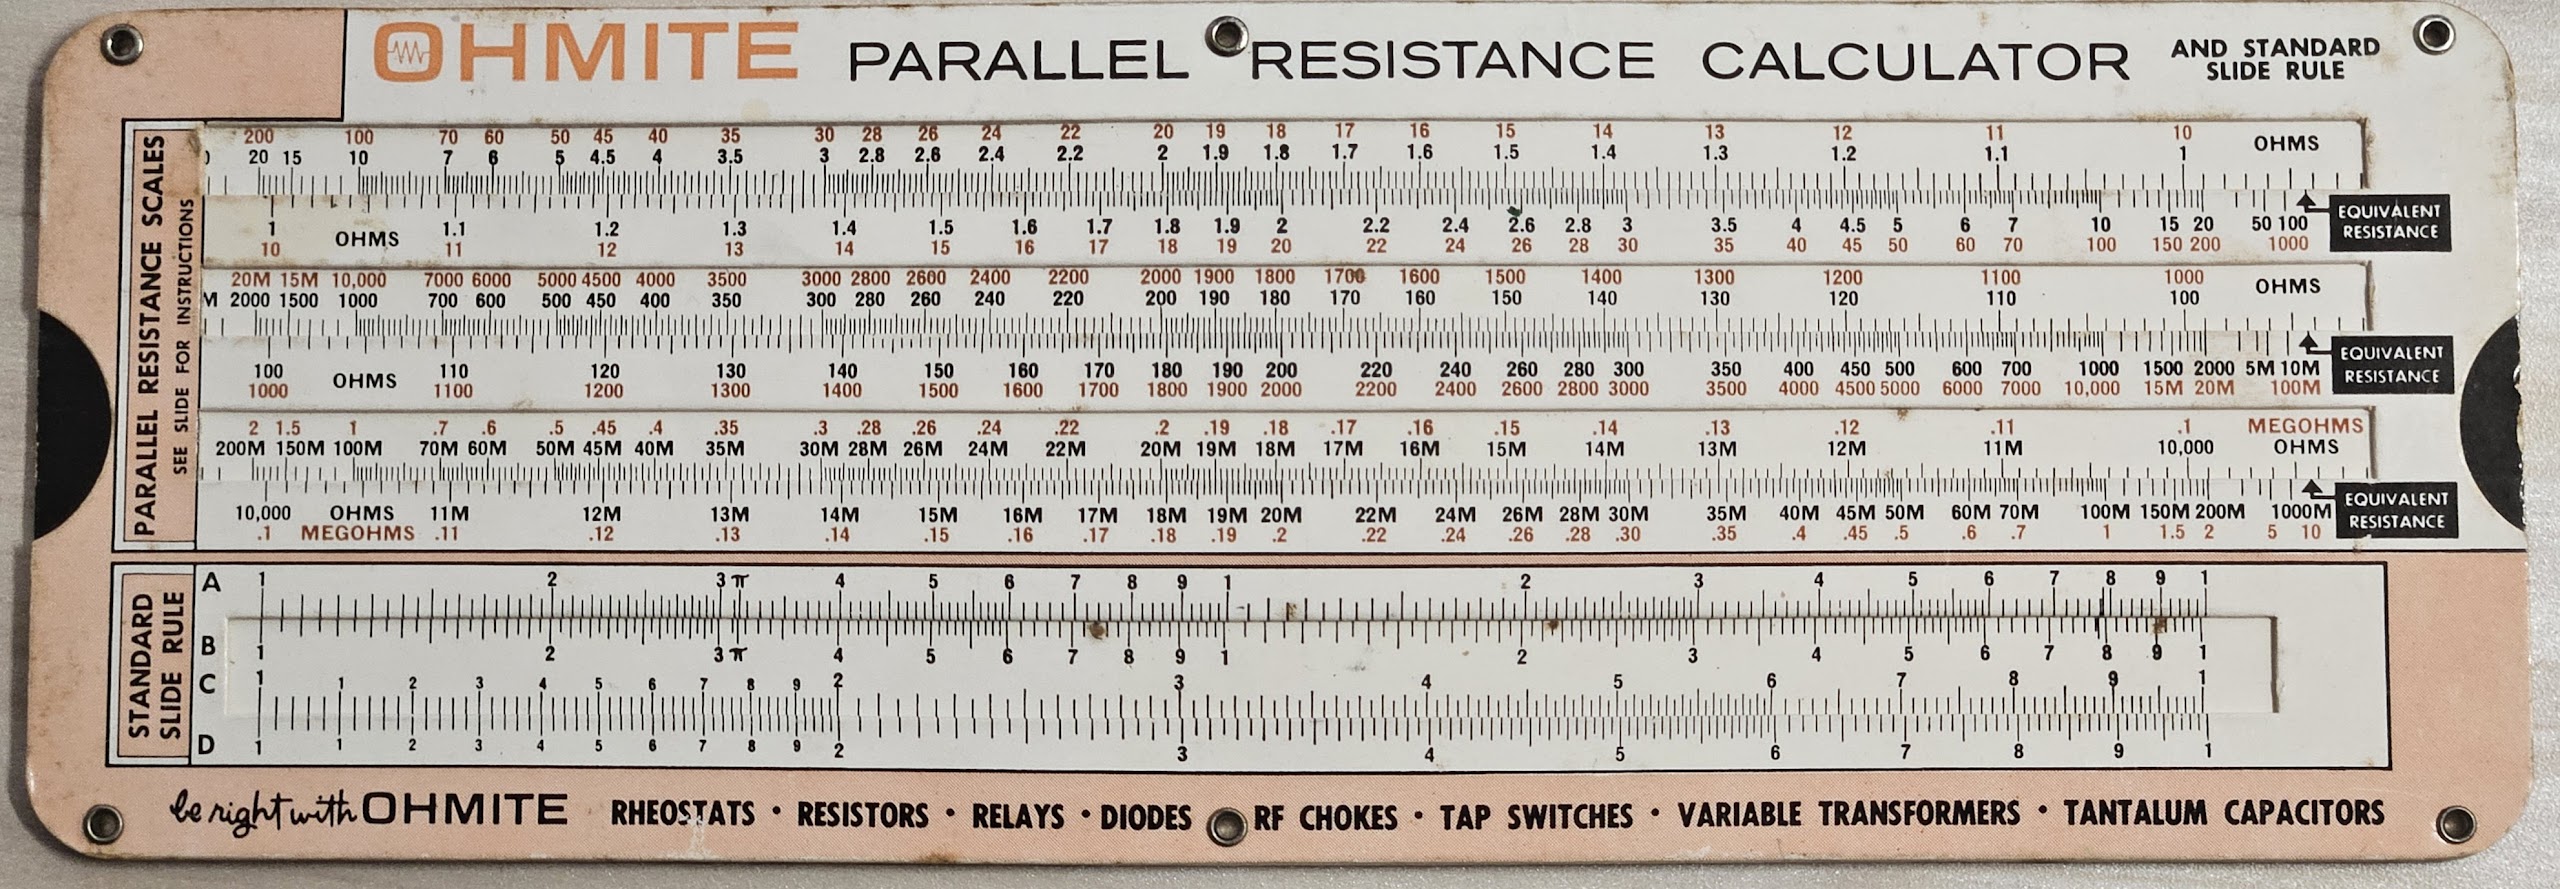 OHMITE PARALLEL RESISTANCE CALCULATOR AND STANDARD
SLIDE RULE
PARALLEL RESISTANCE SCALES
SEE SLIDE FOR INSTRUCTIONS
200 100 70 60 50 45 40 35 30 28 26 24 22 20 19 18 17 16 15 14 13 12 11 10
20 15 10 7 6 5 4.5 4 3.5 3 2.8 2.6 2.4 2.2 2 1.9 1.8 1.7 1.6 1.5 1.4 1.3 1.2 1.1 1 OHMS
1 OHMS 1.1 1.2 1.3 1.4 1.5 1.6 1.7 1.8 1.9 2 2.2 2.4 2.6 2.8 3 3.5 4 4.5 5 6 7 10 15 20 50 100
10 11 12 13 14 15 16 17 18 19 20 22 24 26 28 30 35 40 45 50 60 70 100 150 200 1000
EQUIVALENT
RESISTANCE
20M 15M 10,000 7000 6000 5000 4500 4000 3500 3000 2800 2600 2400 2200 2000 1900 1800 1700 1600 1500 1400 1300 1200 1100 1000
M 2000 1500 1000 700 600 500 450 400 350 300 280 260 240 220 200 190 180 170 160 150 140 130 120 110 100 OHMS
100 OHMS 110 120 130 140 150 160 170 180 190 200 220 240 260 280 300 350 400 450 500 600 700 1000 1500 2000 5M 10M
1000 1100 1200 1300 1400 1500 1600 1700 1800 1900 2000 2200 2400 2600 2800 3000 3500 4000 4500 5000 6000 7000 10,000 15M 20M 100M
EQUIVALENT
RESISTANCE
2 1.5 1 .7 .6 .5 .45 .4 .35 .3 .28 .26 .24 .22 .2 .19 .18 .17 .16 .15 .14 .13 .12 .11 .1 MEGOHMS
200M 150M 100M 70M 60M 50M 45M 40M 35M 30M 28M 26M 24M 22M 20M 19M 18M 17M 16M 15M 14M 13M 12M 11M 10,000 OHMS
10,000 OHMS 11M 12M 13M 14M 15M 16M 17M 18M 19M 20M 22M 24M 26M 28M 30M 35M 40M 45M 50M 60M 70M 100M 150M 200M 1000M
.1 MEGOHMS .11 .12 .13 .14 .15 .16 .17 .18 .19 .2 .22 .24 .26 .28 .30 .35 .4 .45 .5 .6 .7 1 1.5 2 5 10
EQUIVALENT
RESISTANCE
STANDARD
SLIDE RULE
A 1 2 3 π 4 5 6 7 8 9 1 2 3 4 5 6 7 8 9 1
B 1 2 3 π 4 5 6 7 8 9 1 2 3 4 5 6 7 8 9 1
C 1 1 2 3 4 5 6 7 8 9 2 3 4 5 6 7 8 9 1
D 1 1 2 3 4 5 6 7 8 9 2 3 4 5 6 7 8 9 1
be right with OHMITE RHEOSTATS • RESISTORS • RELAYS • DIODES RF CHOKES • TAP SWITCHES • VARIABLE TRANSFORMERS • TANTALUM CAPACITORS